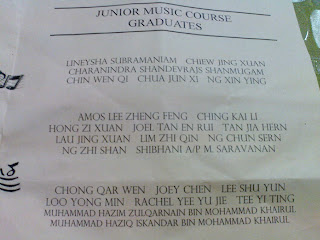 JUNIOR MUSIC COURSE
GRADUATES
LINEYSHA SUBRAMANIAM CHIEW JING XUAN
CHARANINDRA SHANDEVRAJS SHANMUGAM
CHIN WEN QI CHUA JUN XI NG XIN YING
AMOS LEE ZHENG FENG CHING KAI LI
HONG ZI XUAN JOEL TAN EN RUI TAN JIA HERN
LAU JING XUAN LIM ZHI QIN NG CHUN SERN
NG ZHI SHAN SHIBHANI A/P M. SARAVANAN
CHONG QAR WEN JOEY CHEN LEE SHU YUN
LOO YONG MIN RACHEL YEE YU JIE TEE YI TING
MUHAMMAD HAZIM ZULQARNAIN BIN MOHAMMAD KHAIRUL
MUHAMMAD HAZIQ ISKANDAR BIN MOHAMMAD KHAIRUL